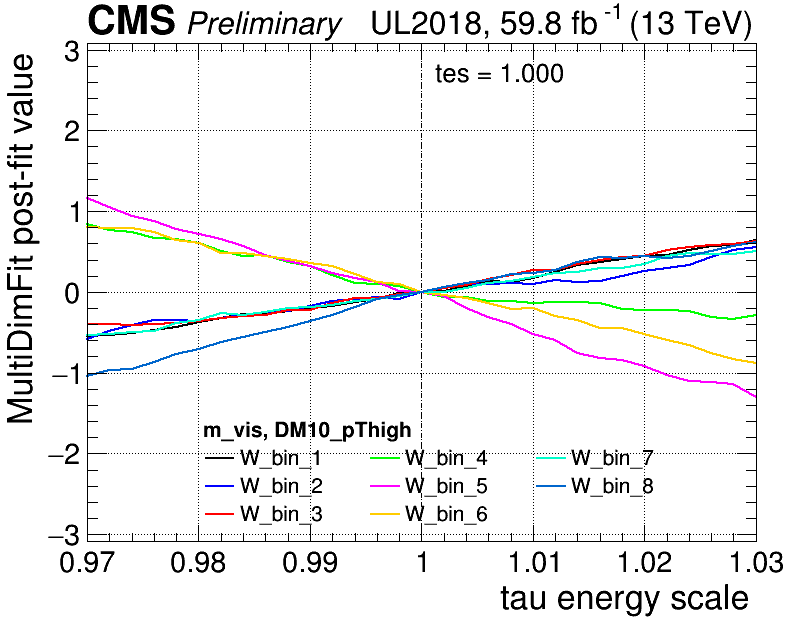 CMS Preliminary UL2018, 59.8 fb⁻¹ (13 TeV)
MultiDimFit post-fit value
3
2
1
0
−1
−2
−3
tes = 1.000
m_vis, DM10_pThigh
W_bin_1 W_bin_4 W_bin_7
W_bin_2 W_bin_5 W_bin_8
W_bin_3 W_bin_6
0.97 0.98 0.99 1 1.01 1.02 1.03
tau energy scale